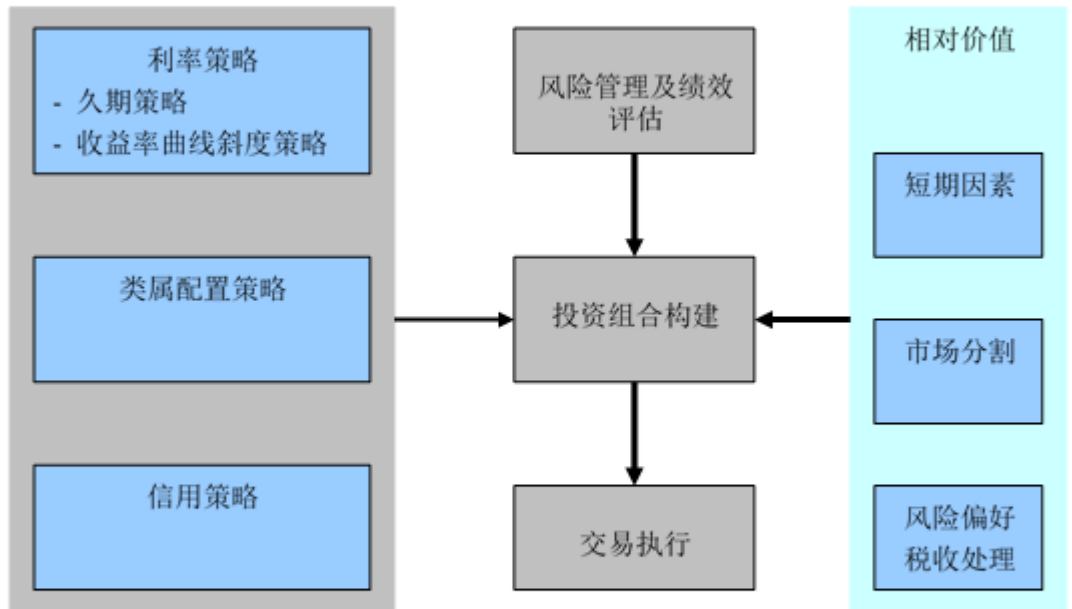 利率策略
- 久期策略
- 收益率曲线斜度策略
类属配置策略
信用策略
风险管理及绩效
评估
投资组合构建
交易执行
相对价值
短期因素
市场分割
风险偏好
税收处理